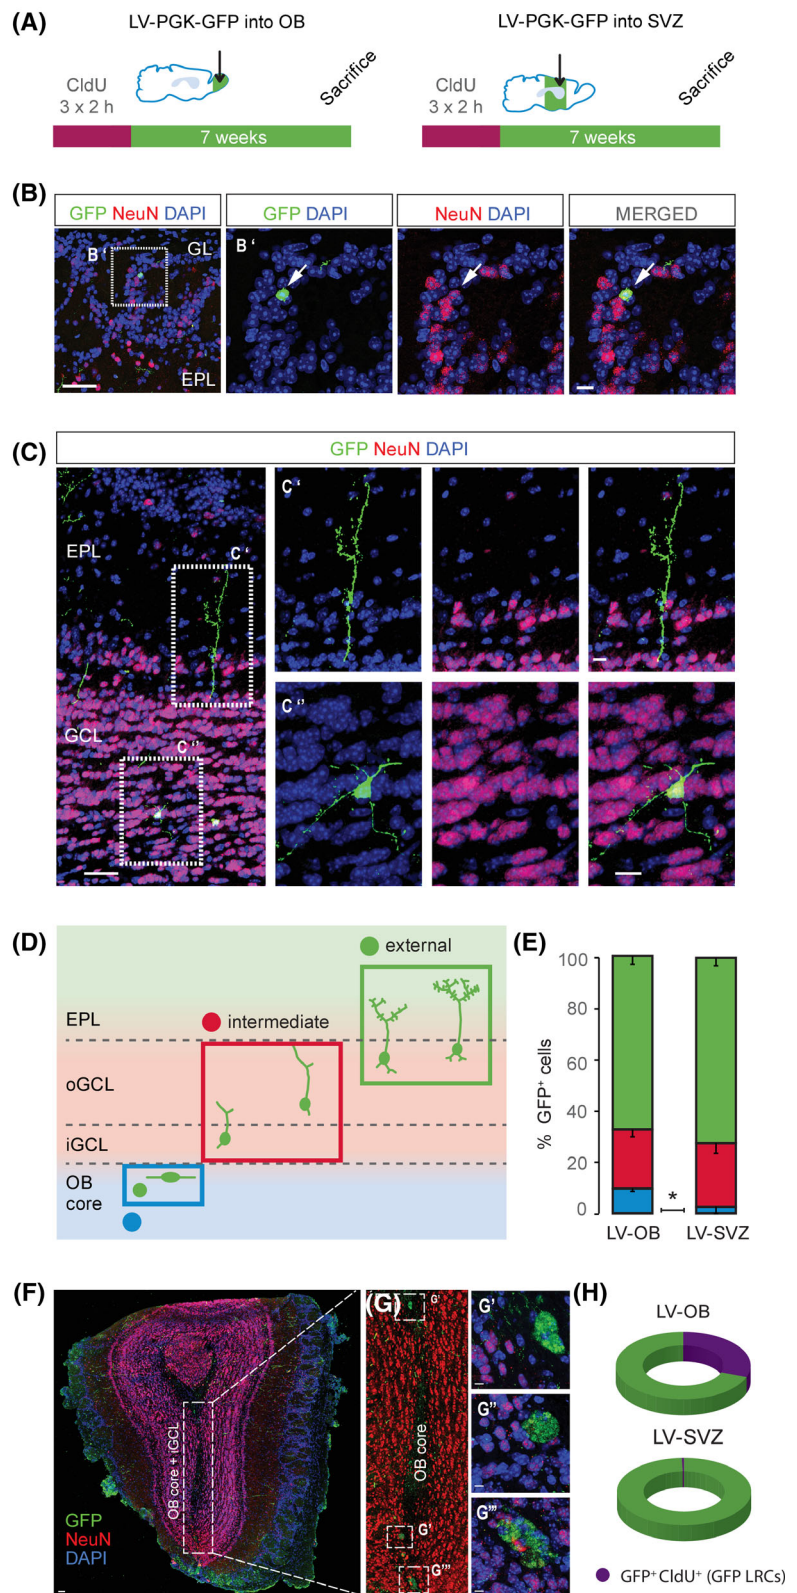 (A)
LV-PGK-GFP into OB
LV-PGK-GFP into SVZ
CldU
3 x 2 h
Sacrifice
CldU
3 x 2 h
Sacrifice
7 weeks
7 weeks
(B)
GFP NeuN DAPI
GFP DAPI
NeuN DAPI
MERGED
B '
GL
EPL
B '
(C)
GFP NeuN DAPI
EPL
C '
GCL
C ''
C '
C ''
(D)
external
EPL
intermediate
oGCL
iGCL
OB
core
(E)
% GFP⁺ cells
100
80
60
40
20
0
*
LV-OB
LV-SVZ
(F)
OB core + iGCL
GFP
NeuN
DAPI
(G)
G'
OB core
G'
G'''
G'
G''
G'''
(H)
LV-OB
LV-SVZ
GFP⁺ CldU⁺ (GFP LRCs)